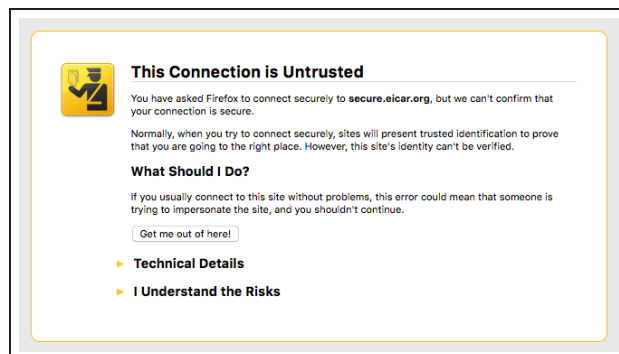 This Connection is Untrusted
You have asked Firefox to connect securely to secure.eicar.org, but we can't confirm that
your connection is secure.
Normally, when you try to connect securely, sites will present trusted identification to prove
that you are going to the right place. However, this site's identity can't be verified.
What Should I Do?
If you usually connect to this site without problems, this error could mean that someone is
trying to impersonate the site, and you shouldn't continue.
Get me out of here!
Technical Details
I Understand the Risks